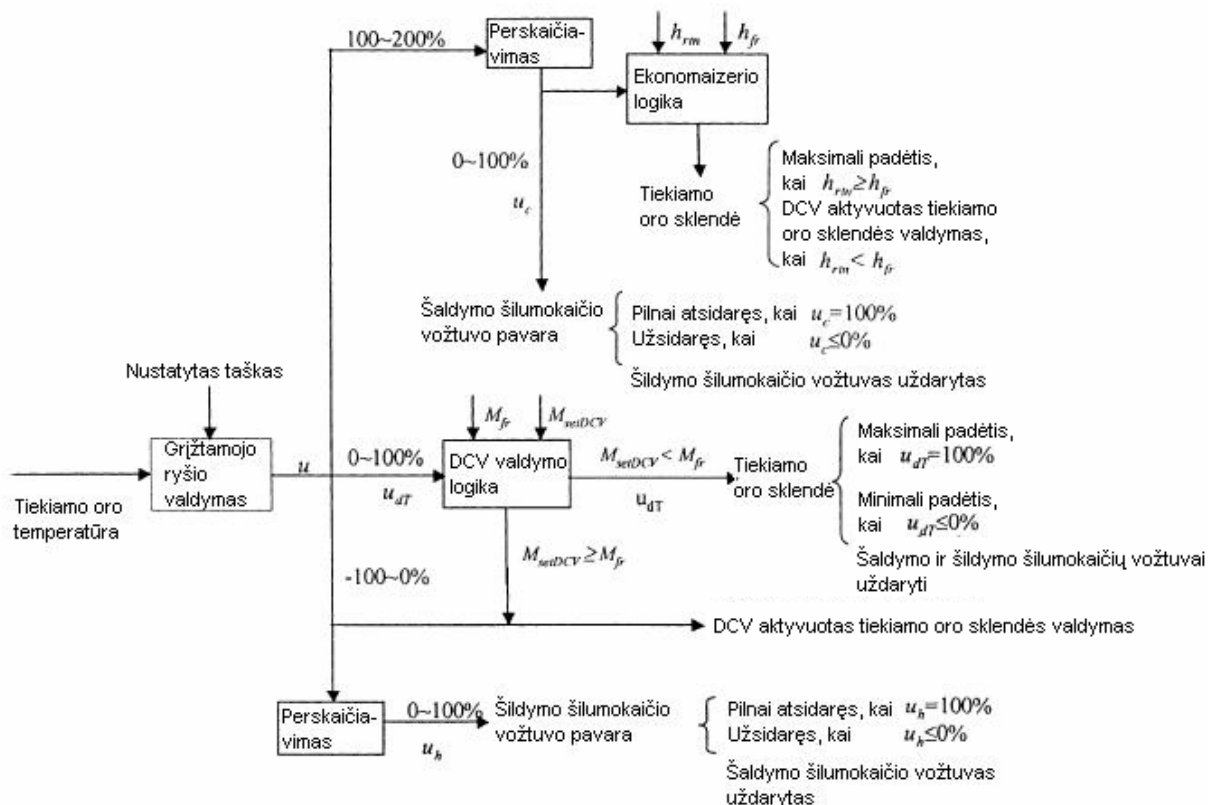 100~200%
Perskaičia-
vimas
h_rtn
h_fr
Ekonomaizerio
logika
0~100%
u_c
Tiekiamo
oro sklendė
Maksimali padėtis,
kai h_rtn ≥ h_fr
DCV aktyvuotas tiekiamo
oro sklendės valdymas,
kai h_rtn < h_fr
Šaldymo šilumokaičio
vožtuvo pavara
Pilnai atsidaręs, kai u_c=100%
Užsidaręs, kai u_c≤0%
Šildymo šilumokaičio vožtuvas uždarytas
Nustatytas taškas
Grįžtamojo
ryšio
valdymas
Tiekiamo oro
temperatūra
u
0~100%
u_dT
M_fr
M_setDCV
DCV valdymo
logika
M_setDCV < M_fr
u_dT
Tiekiamo
oro sklendė
Maksimali padėtis,
kai u_dT=100%
Minimali padėtis,
kai u_dT≤0%
Šaldymo ir šildymo šilumokaičių vožtuvai
uždaryti
M_setDCV ≥ M_fr
-100~0%
DCV aktyvuotas tiekiamo oro sklendės valdymas
Perskaičia-
vimas
0~100%
u_h
Šildymo šilumokaičio
vožtuvo pavara
Pilnai atsidaręs, kai u_h=100%
Užsidaręs, kai u_h≤0%
Šaldymo šilumokaičio vožtuvas
uždarytas